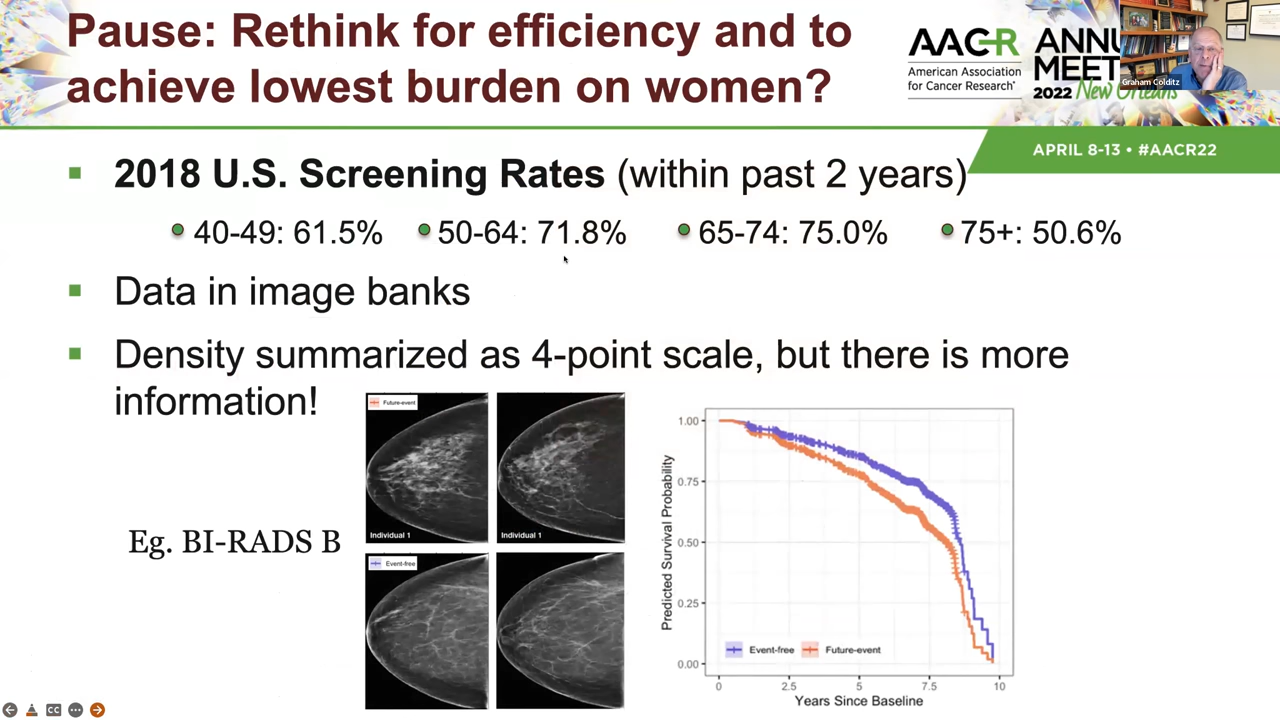 Pause: Rethink for efficiency and to
achieve lowest burden on women?
AACR
American Association
for Cancer Research®
ANNU
MEET
2022 New Orleans
Graham Colditz
APRIL 8-13 • #AACR22
2018 U.S. Screening Rates (within past 2 years)
40-49: 61.5% 50-64: 71.8% 65-74: 75.0% 75+: 50.6%
Data in image banks
Density summarized as 4-point scale, but there is more
information!
Eg. BI-RADS B
Future-event
Individual 1
Individual 1
Event-free
Predicted Survival Probability
1.00
0.75
0.50
0.25
0.00
Event-free Future-event
0 2.5 5 7.5 10
Years Since Baseline
CC